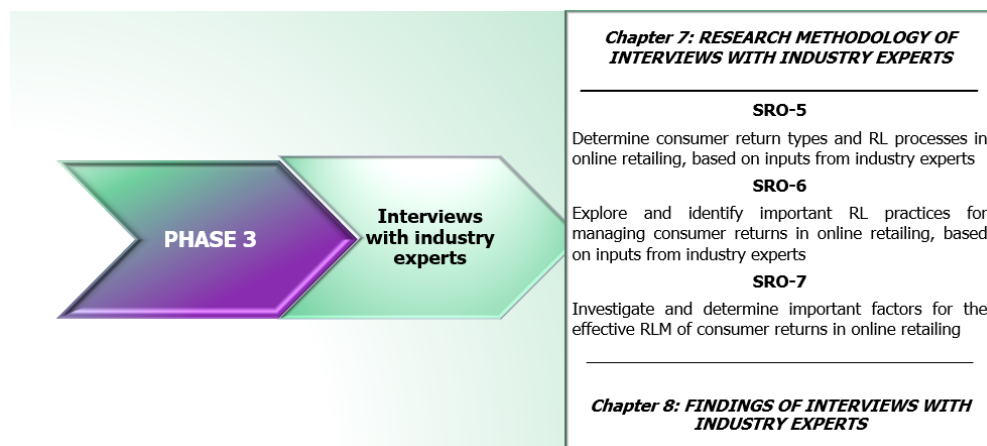 PHASE 3
Interviews
with industry
experts
Chapter 7: RESEARCH METHODOLOGY OF
INTERVIEWS WITH INDUSTRY EXPERTS
SRO-5
Determine consumer return types and RL processes in
online retailing, based on inputs from industry experts
SRO-6
Explore and identify important RL practices for
managing consumer returns in online retailing, based
on inputs from industry experts
SRO-7
Investigate and determine important factors for the
effective RLM of consumer returns in online retailing
Chapter 8: FINDINGS OF INTERVIEWS WITH
INDUSTRY EXPERTS